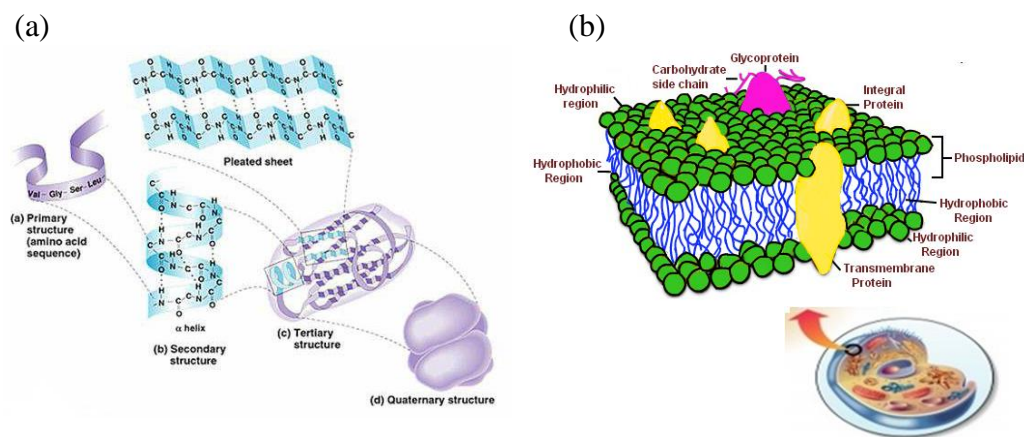 (a)
Pleated sheet
Val - Gly - Ser - Leu
(a) Primary
structure
(amino acid
sequence)
α helix
(b) Secondary
structure
(c) Tertiary
structure
(d) Quaternary structure
(b)
Glycoprotein
Carbohydrate
side chain
Hydrophilic
region
Integral
Protein
Hydrophobic
Region
Phospholipid
Hydrophobic
Region
Hydrophilic
Region
Transmembrane
Protein